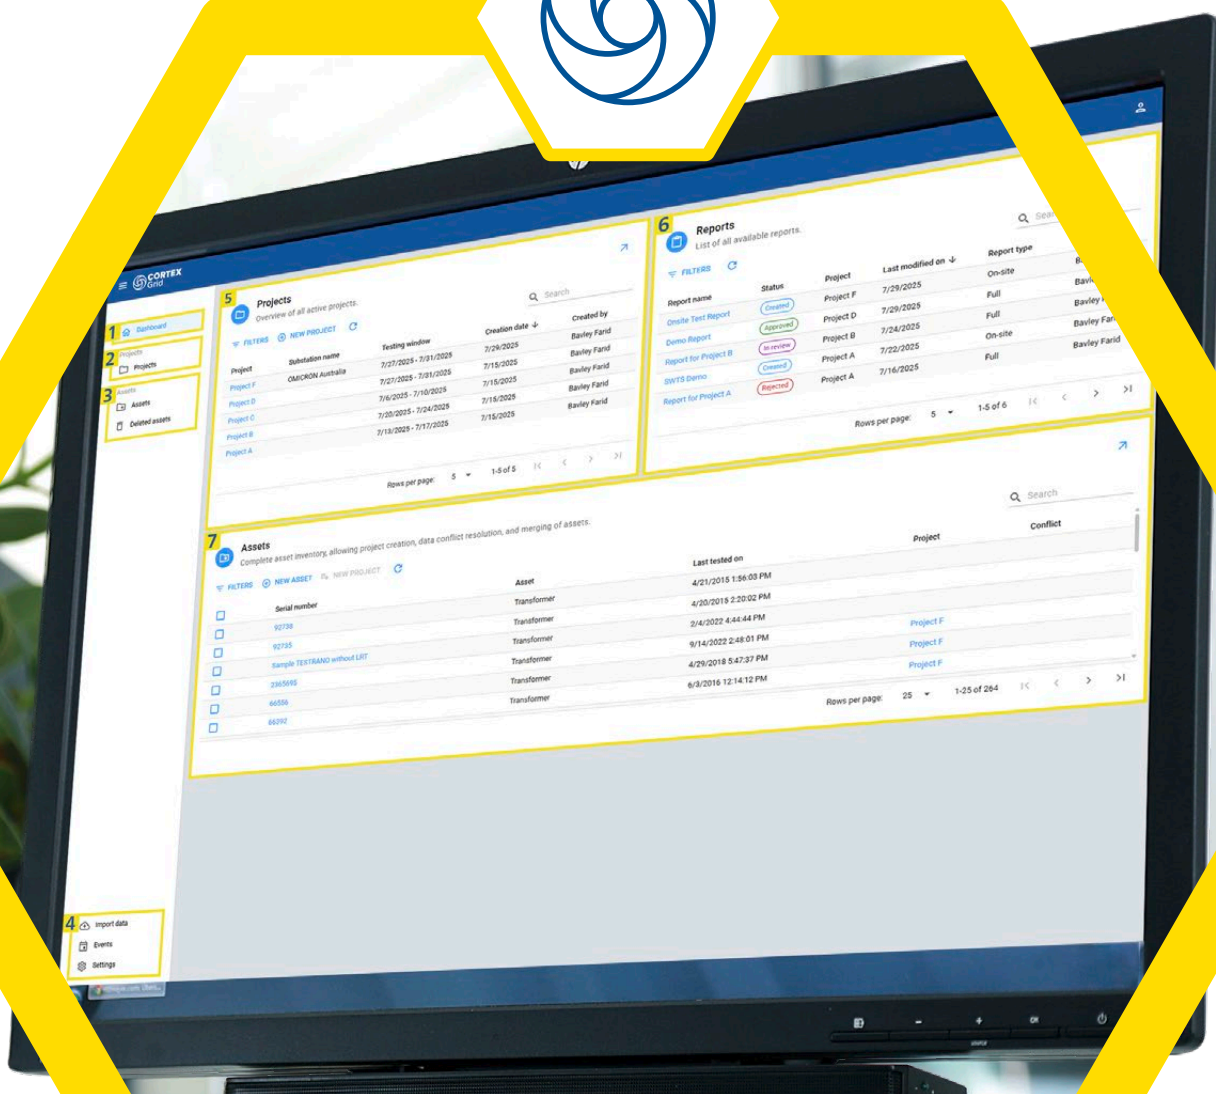 CORTEX
Grid
1
Dashboard
2
Projects
Projects
3
Assets
Assets
Deleted assets
4
Import data
Events
Settings
5
Projects
Overview of all active projects.
Search
FILTERS NEW PROJECT
Project Substation name Testing window Creation date Created by
Project F OMICRON Australia 7/27/2025 - 7/31/2025 7/29/2025 Bavley Farid
Project D 7/27/2025 - 7/31/2025 7/15/2025 Bavley Farid
Project C 7/6/2025 - 7/10/2025 7/15/2025 Bavley Farid
Project B 7/20/2025 - 7/24/2025 7/15/2025 Bavley Farid
Project A 7/13/2025 - 7/17/2025 7/15/2025 Bavley Farid
Rows per page: 5 1-5 of 5
6
Reports
List of all available reports.
FILTERS
Report name Status Project Last modified on Report type
Onsite Test Report Created Project F 7/29/2025 On-site
Demo Report Approved Project D 7/29/2025 Full
Report for Project B In review Project B 7/24/2025 Full Bavley
SWTS Demo Created Project A 7/22/2025 On-site Bavley Far
Report for Project A Rejected Project A 7/16/2025 Full Bavley Farid
Rows per page: 5 1-5 of 6
7
Assets
Complete asset inventory, allowing project creation, data conflict resolution, and merging of assets.
Search
FILTERS NEW ASSET NEW PROJECT
Serial number Asset Last tested on Project Conflict
92738 Transformer 4/21/2015 1:56:03 PM
92735 Transformer 4/20/2015 2:20:02 PM
Sample TESTRANO without LRT Transformer 2/4/2022 4:44:44 PM
2365695 Transformer 9/14/2022 2:48:01 PM Project F
66556 Transformer 4/29/2018 5:47:37 PM Project F
66392 Transformer 6/3/2016 12:14:12 PM Project F
Rows per page: 25 1-25 of 264
hp
OK